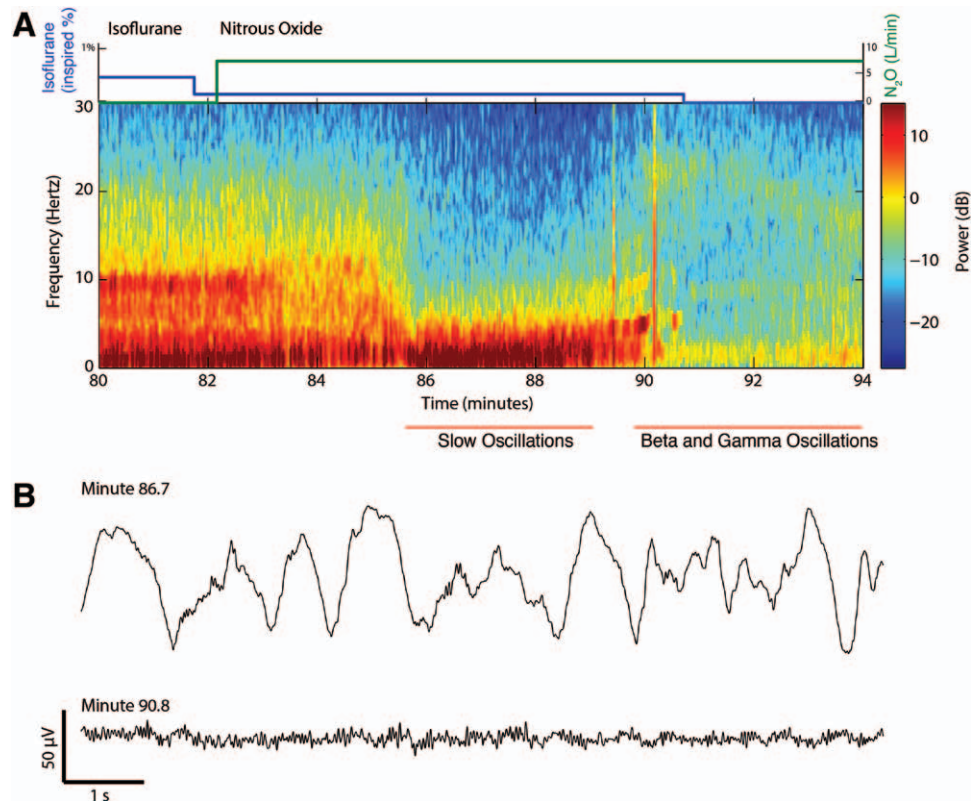 A
Isoflurane
Nitrous Oxide
Isoflurane
(inspired %)
1%
10
5
0
N₂O (L/min)
30
20
10
0
Frequency (Hertz)
80
82
84
86
88
90
92
94
Time (minutes)
10
0
−10
−20
Power (dB)
Slow Oscillations
Beta and Gamma Oscillations
B
Minute 86.7
Minute 90.8
50 µV
1 s